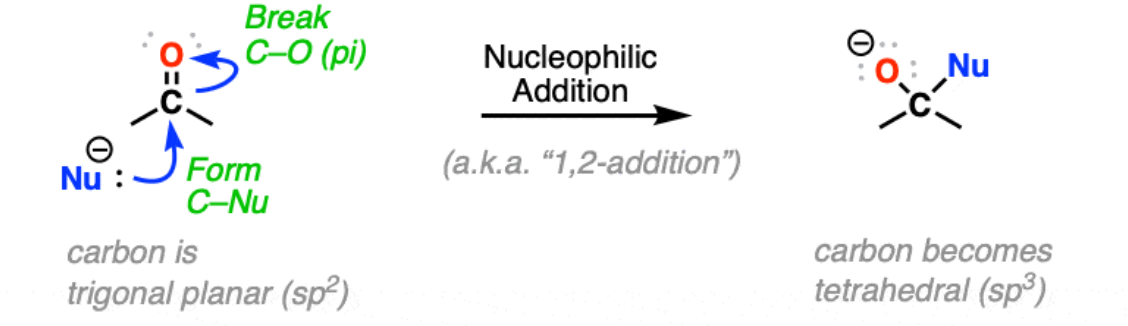 Break
C–O (pi)
O
C
Nu
Form
C–Nu
carbon is
trigonal planar (sp²)
Nucleophilic
Addition
(a.k.a. “1,2-addition”)
O
Nu
C
carbon becomes
tetrahedral (sp³)